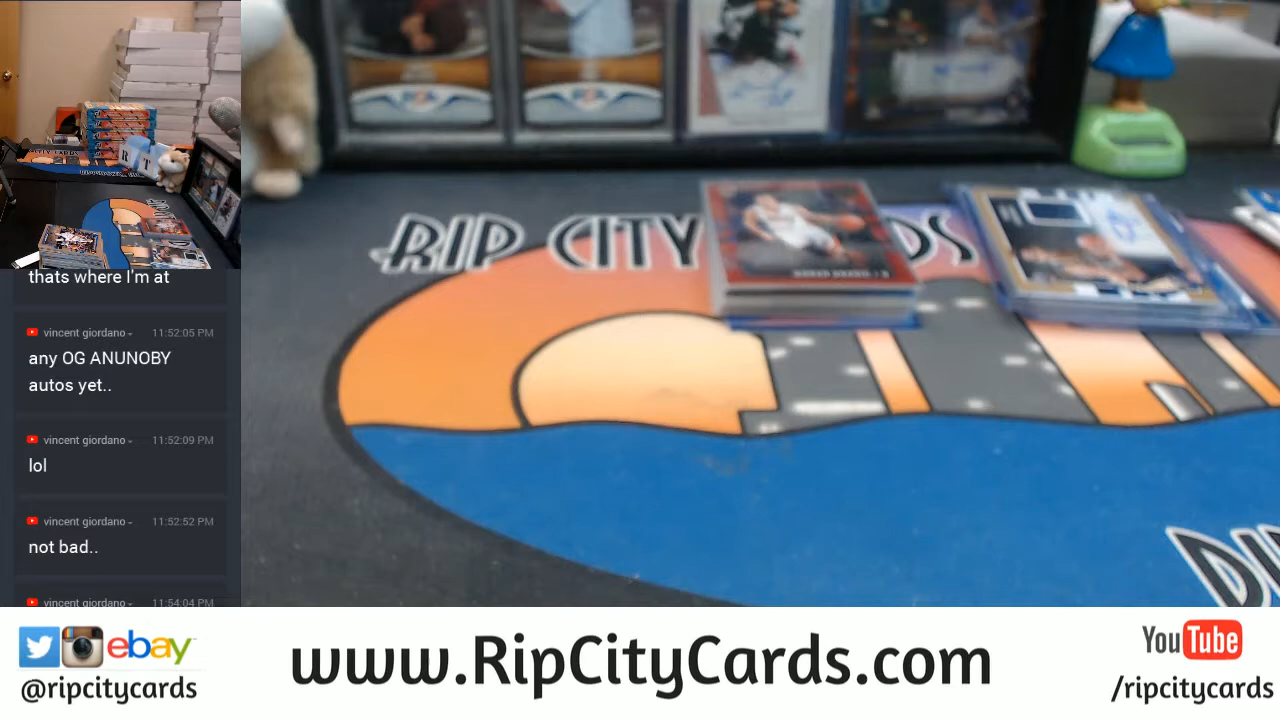 thats where I'm at
vincent giordano 11:52:05 PM
any OG ANUNOBY
autos yet..
vincent giordano 11:52:09 PM
lol
vincent giordano 11:52:52 PM
not bad..
vincent giordano 11:54:04 PM
RIP CITY CARDS
ebay
@ripcitycards
www.RipCityCards.com
YouTube
/ripcitycards